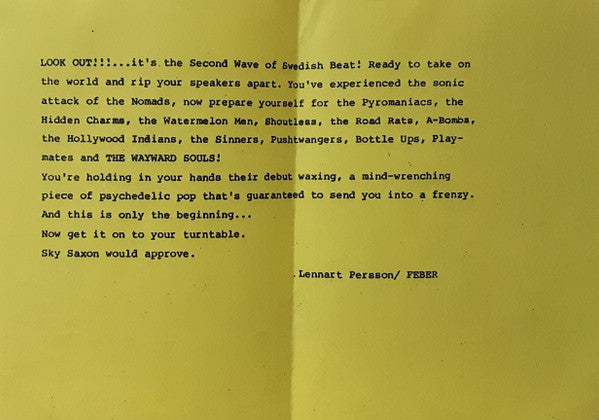 LOOK OUT!!!...it's the Second Wave of Swedish Beat! Ready to take on
the world and rip your speakers apart. You've experienced the sonic
attack of the Nomads, now prepare yourself for the Pyromaniacs, the
Hidden Charms, the Watermelon Men, Shoutless, the Road Rats, A-Bombs,
the Hollywood Indians, the Sinners, Pushtwangers, Bottle Ups, Play-
mates and THE WAYWARD SOULS!
You're holding in your hands their debut waxing, a mind-wrenching
piece of psychedelic pop that's guaranteed to send you into a frenzy.
And this is only the beginning...
Now get it on to your turntable.
Sky Saxon would approve.
Lennart Persson/ FEBER